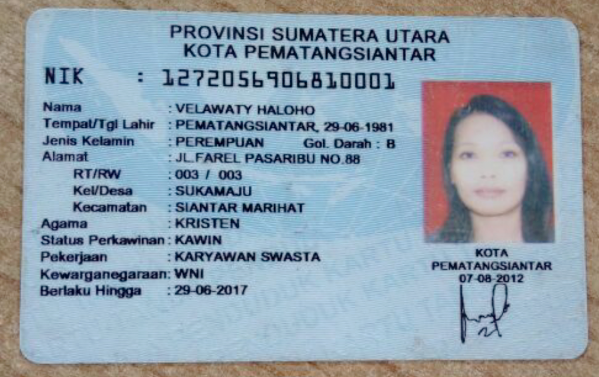 PROVINSI SUMATERA UTARA
KOTA PEMATANGSIANTAR
NIK : 1272056906810001
Nama : VELAWATY HALOHO
Tempat/Tgl Lahir : PEMATANGSIANTAR, 29-06-1981
Jenis Kelamin : PEREMPUAN Gol. Darah : B
Alamat : JL.FAREL PASARIBU NO.88
RT/RW : 003 / 003
Kel/Desa : SUKAMAJU
Kecamatan : SIANTAR MARIHAT
Agama : KRISTEN
Status Perkawinan : KAWIN
Pekerjaan : KARYAWAN SWASTA
Kewarganegaraan : WNI
Berlaku Hingga : 29-06-2017
KOTA
PEMATANGSIANTAR
07-08-2012